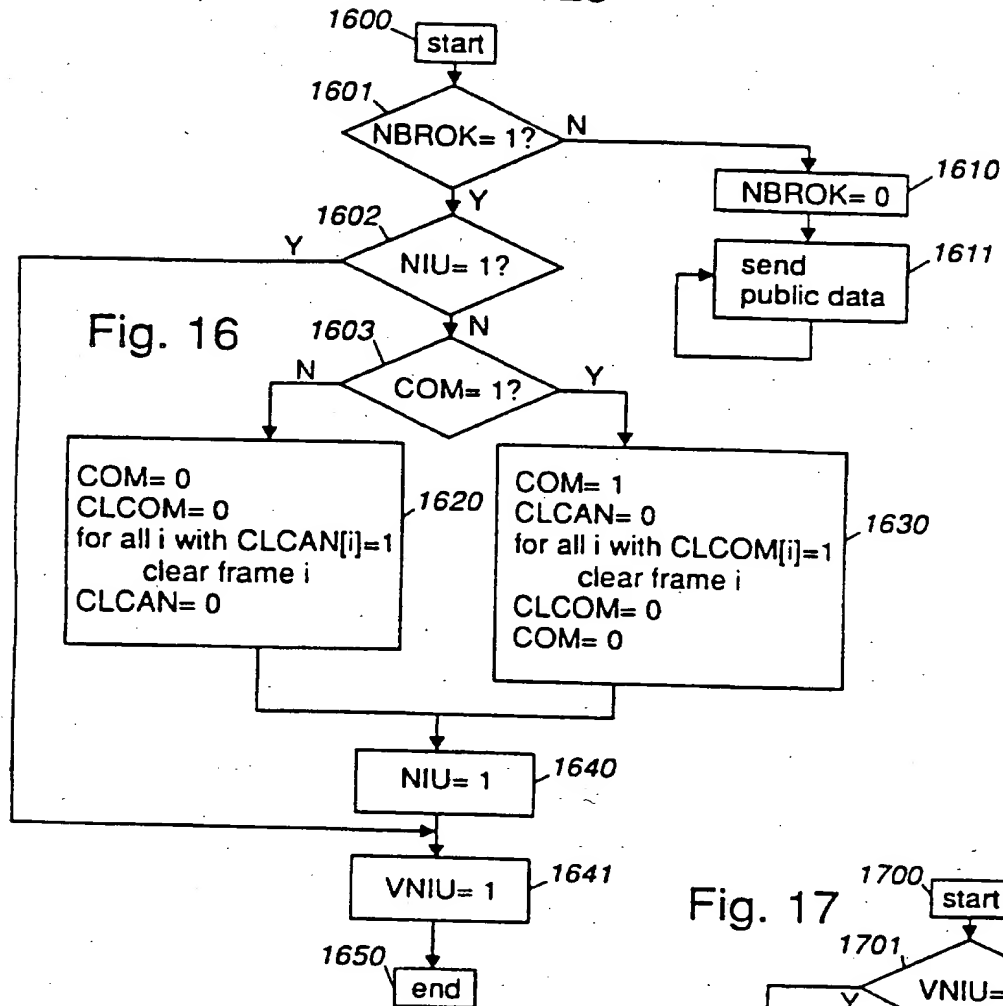 1600
start
1601
NBROK= 1?
N
1610
NBROK= 0
Y
1602
Y
NIU= 1?
1611
send
public data
Fig. 16
N
1603
N
COM= 1?
Y
COM= 0
CLCOM= 0
for all i with CLCAN[i]=1
clear frame i
CLCAN= 0
1620
COM= 1
CLCAN= 0
for all i with CLCOM[i]=1
clear frame i
CLCOM= 0
COM= 0
1630
NIU= 1
1640
VNIU= 1
1641
1650
end
Fig. 17
1700
start
1701
VNIU=
Y